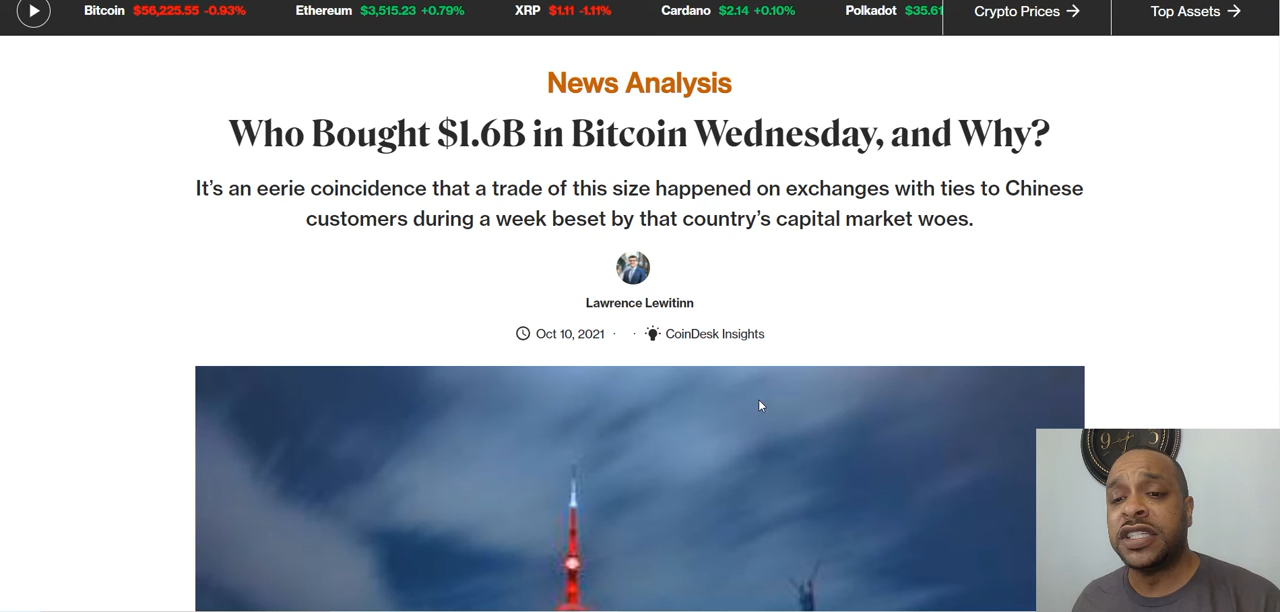 Bitcoin $56,225.55 -0.93% Ethereum $3,515.23 +0.79% XRP $1.11 -1.11% Cardano $2.14 +0.10% Polkadot $35.61 Crypto Prices → Top Assets →
News Analysis
Who Bought $1.6B in Bitcoin Wednesday, and Why?
It's an eerie coincidence that a trade of this size happened on exchanges with ties to Chinese
customers during a week beset by that country's capital market woes.
Lawrence Lewitinn
Oct 10, 2021 · · CoinDesk Insights